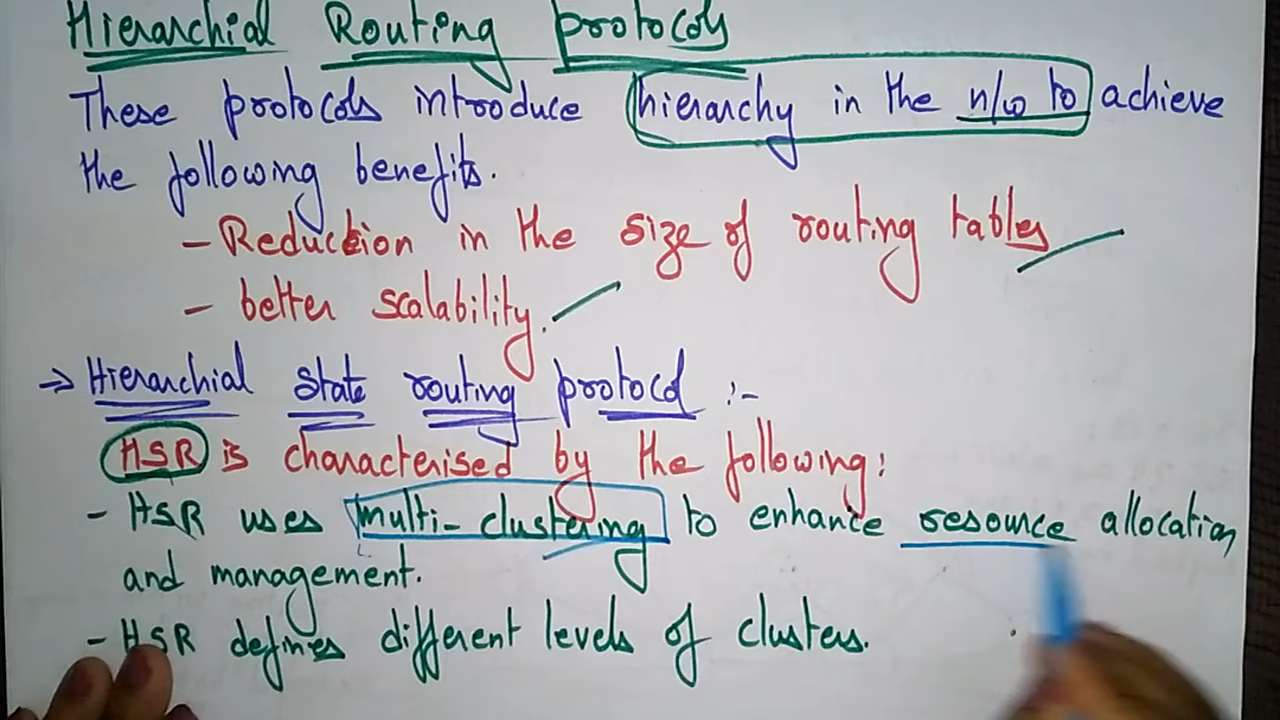 Hierarchial Routing protocols
These protocols introduce hierarchy in the n/w to achieve
the following benefits.
- Reduction in the size of routing tables
- better scalability.
→ Hierarchial state routing protocol :-
HSR is characterised by the following:
- HSR uses multi-clustering to enhance resource allocation
and management.
- HSR defines different levels of clusters.